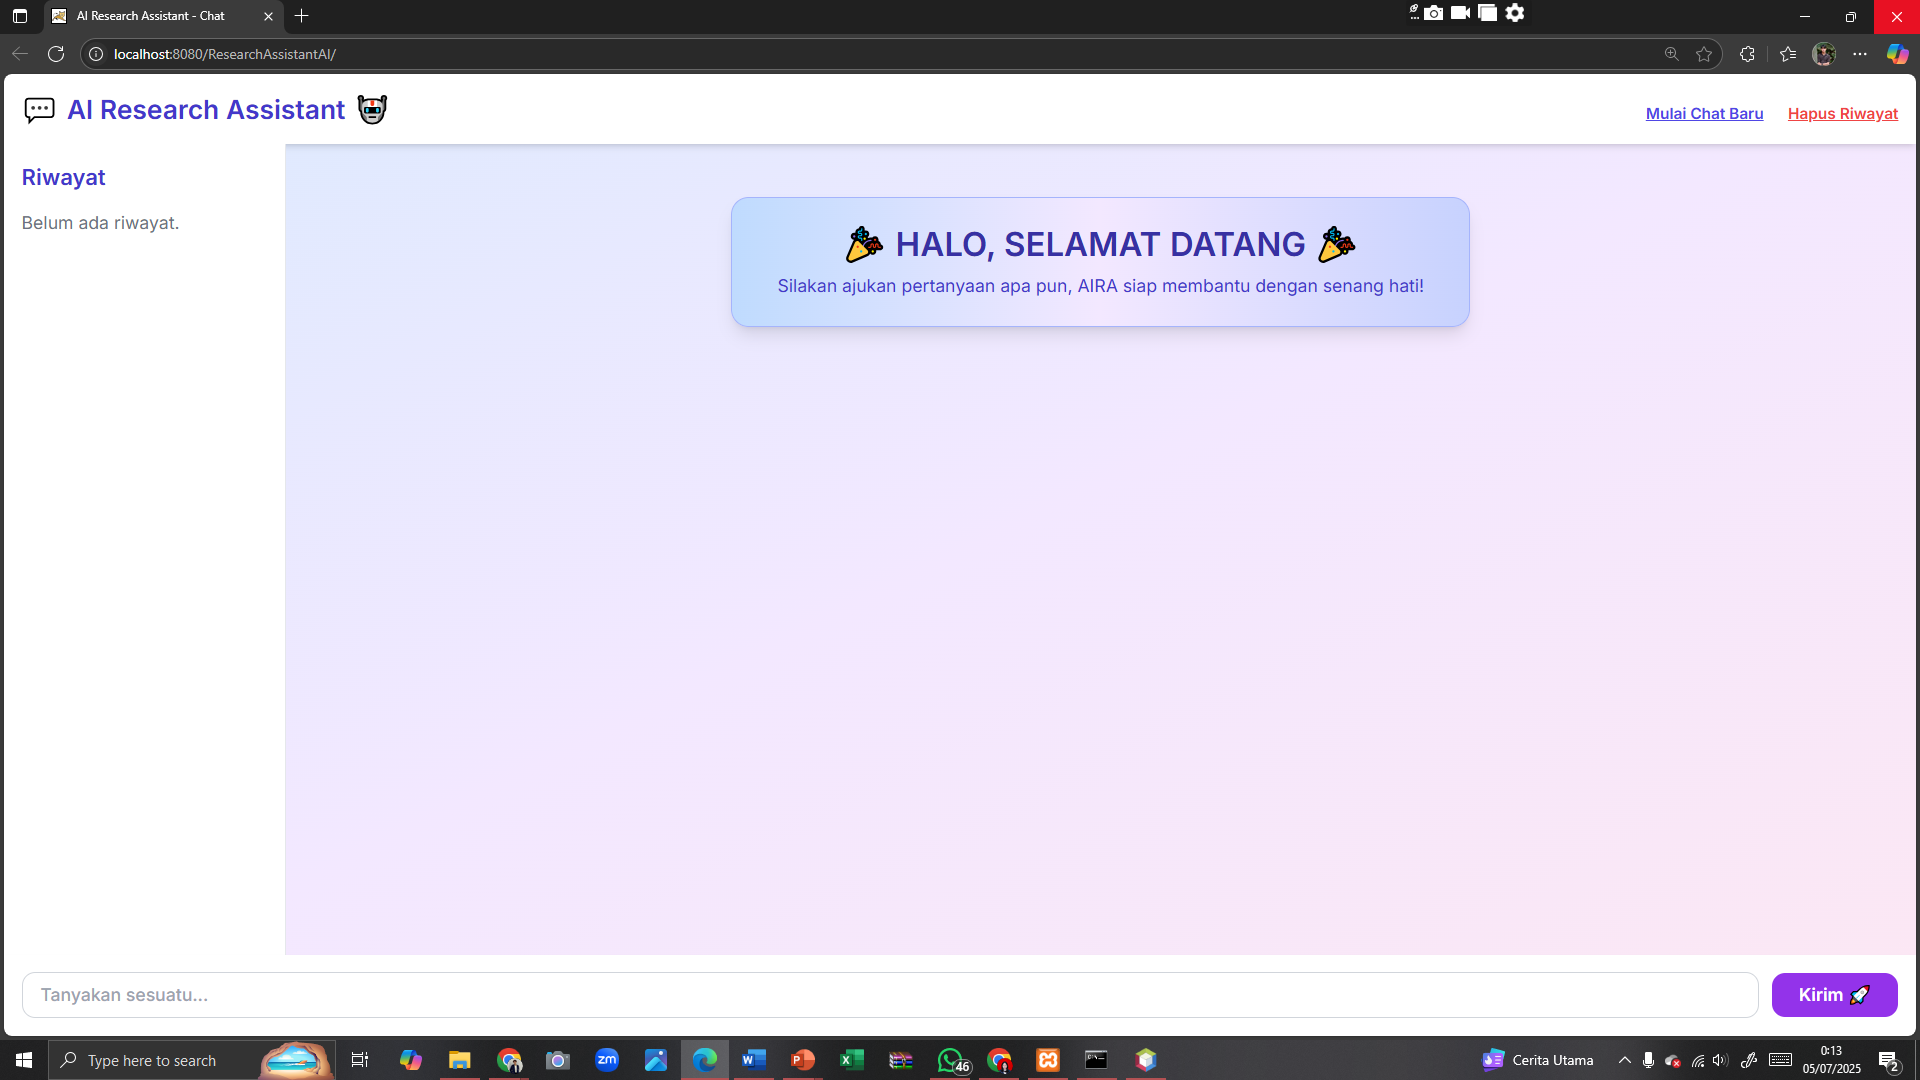 AI Research Assistant - Chat
localhost:8080/ResearchAssistantAI/
AI Research Assistant
Mulai Chat Baru
Hapus Riwayat
Riwayat
Belum ada riwayat.
HALO, SELAMAT DATANG
Silakan ajukan pertanyaan apa pun, AIRA siap membantu dengan senang hati!
Tanyakan sesuatu...
Kirim
Type here to search
zm
W
P
X
46
Cerita Utama
0:13
05/07/2025
2